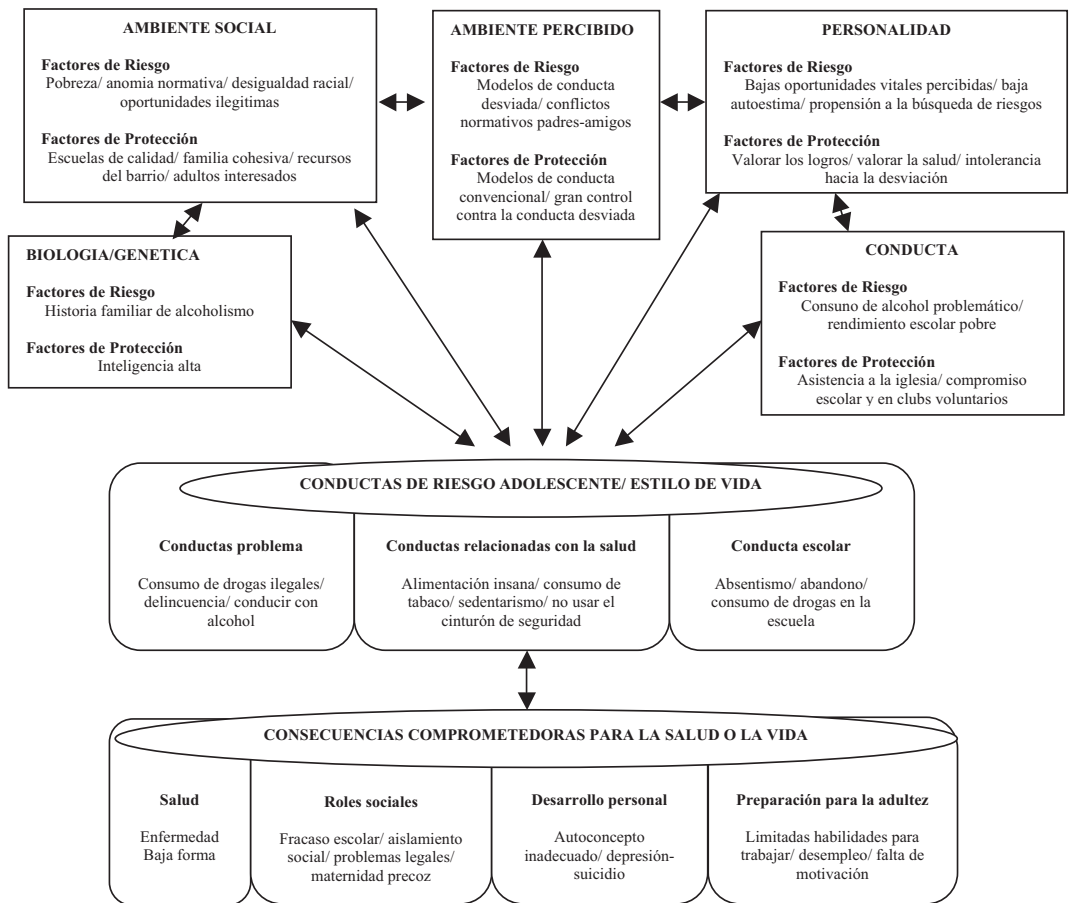 AMBIENTE SOCIAL
Factores de Riesgo
Pobreza/ anomia normativa/ desigualdad racial/
oportunidades ilegitimas
Factores de Protección
Escuelas de calidad/ familia cohesiva/ recursos
del barrio/ adultos interesados
AMBIENTE PERCIBIDO
Factores de Riesgo
Modelos de conducta
desviada/ conflictos
normativos padres-amigos
Factores de Protección
Modelos de conducta
convencional/ gran control
contra la conducta desviada
PERSONALIDAD
Factores de Riesgo
Bajas oportunidades vitales percibidas/ baja
autoestima/ propensión a la búsqueda de riesgos
Factores de Protección
Valorar los logros/ valorar la salud/ intolerancia
hacia la desviación
BIOLOGIA/GENETICA
Factores de Riesgo
Historia familiar de alcoholismo
Factores de Protección
Inteligencia alta
CONDUCTA
Factores de Riesgo
Consuno de alcohol problemático/
rendimiento escolar pobre
Factores de Protección
Asistencia a la iglesia/ compromiso
escolar y en clubs voluntarios
CONDUCTAS DE RIESGO ADOLESCENTE/ ESTILO DE VIDA
Conductas problema
Consumo de drogas ilegales/
delincuencia/ conducir con
alcohol
Conductas relacionadas con la salud
Alimentación insana/ consumo de
tabaco/ sedentarismo/ no usar el
cinturón de seguridad
Conducta escolar
Absentismo/ abandono/
consumo de drogas en la
escuela
CONSECUENCIAS COMPROMETEDORAS PARA LA SALUD O LA VIDA
Salud
Enfermedad
Baja forma
Roles sociales
Fracaso escolar/ aislamiento
social/ problemas legales/
maternidad precoz
Desarrollo personal
Autoconcepto
inadecuado/ depresión-
suicidio
Preparación para la adultez
Limitadas habilidades para
trabajar/ desempleo/ falta de
motivación